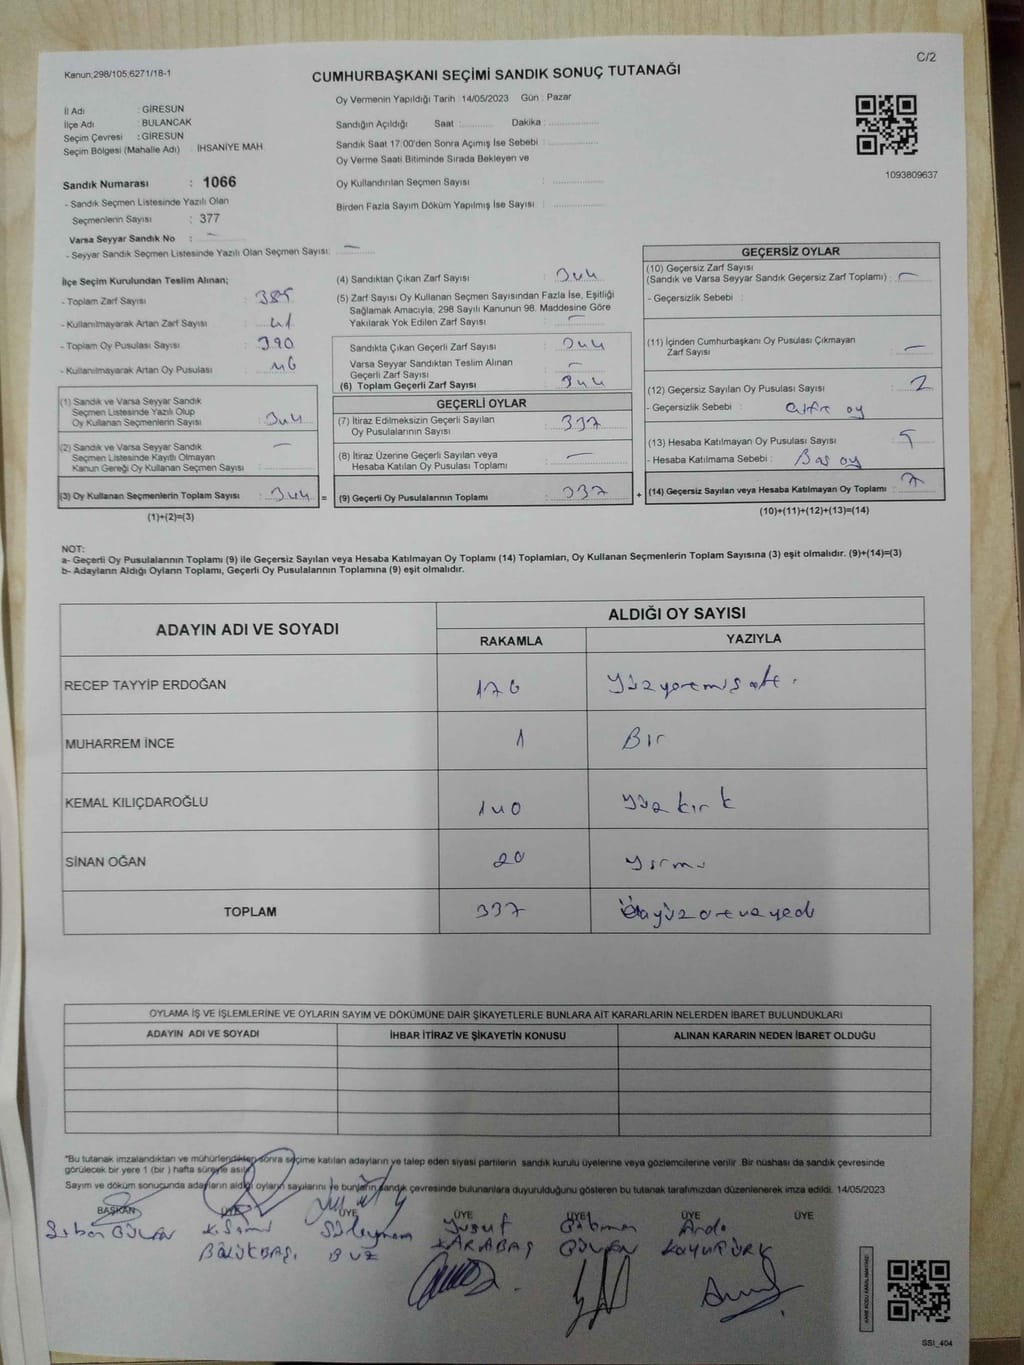 Kanun;298/105;6271/18-1
C/2
CUMHURBAŞKANI SEÇİMİ SANDIK SONUÇ TUTANAĞI
İl Adı : GİRESUN
İlçe Adı : BULANCAK
Seçim Çevresi : GİRESUN
Seçim Bölgesi (Mahalle Adı) : İHSANİYE MAH.
Sandık Numarası : 1066
- Sandık Seçmen Listesinde Yazılı Olan
Seçmenlerin Sayısı : 377
Varsa Seyyar Sandık No : -
- Seyyar Sandık Seçmen Listesinde Yazılı Olan Seçmen Sayısı: -
Oy Vermenin Yapıldığı Tarih : 14/05/2023 Gün : Pazar
Sandığın Açıldığı Saat : Dakika :
Sandık Saat 17:00'den Sonra Açımış İse Sebebi :
Oy Verme Saati Bitiminde Sırada Bekleyen ve
Oy Kullandırılan Seçmen Sayısı :
Birden Fazla Sayım Döküm Yapılmış İse Sayısı :
1093809637
İlçe Seçim Kurulundan Teslim Alınan;
- Toplam Zarf Sayısı : 385
- Kullanılmayarak Artan Zarf Sayısı : 41
- Toplam Oy Pusulası Sayısı : 390
- Kullanılmayarak Artan Oy Pusulası : 46
(1) Sandık ve Varsa Seyyar Sandık
Seçmen Listesinde Yazılı Olup
Oy Kullanan Seçmenlerin Sayısı : 344
(2) Sandık ve Varsa Seyyar Sandık
Seçmen Listesinde Kayıtlı Olmayan
Kanun Gereği Oy Kullanan Seçmen Sayısı : -
(3) Oy Kullanan Seçmenlerin Toplam Sayısı : 344 =
(1)+(2)=(3)
(4) Sandıktan Çıkan Zarf Sayısı : 344
(5) Zarf Sayısı Oy Kullanan Seçmen Sayısından Fazla İse, Eşitliği
Sağlamak Amacıyla, 298 Sayılı Kanunun 98. Maddesine Göre
Yakılarak Yok Edilen Zarf Sayısı : -
Sandıkta Çıkan Geçerli Zarf Sayısı : 344
Varsa Seyyar Sandıktan Teslim Alınan
Geçerli Zarf Sayısı : -
(6) Toplam Geçerli Zarf Sayısı : 344
GEÇERLİ OYLAR
(7) İtiraz Edilmeksizin Geçerli Sayılan
Oy Pusulalarının Sayısı : 337
(8) İtiraz Üzerine Geçerli Sayılan veya
Hesaba Katılan Oy Pusulası Toplamı : -
(9) Geçerli Oy Pusulalarının Toplamı : 337 +
GEÇERSİZ OYLAR
(10) Geçersiz Zarf Sayısı
(Sandık ve Varsa Seyyar Sandık Geçersiz Zarf Toplamı) : -
- Geçersizlik Sebebi :
(11) İçinden Cumhurbaşkanı Oy Pusulası Çıkmayan
Zarf Sayısı : -
(12) Geçersiz Sayılan Oy Pusulası Sayısı : 2
- Geçersizlik Sebebi : çift oy
(13) Hesaba Katılmayan Oy Pusulası Sayısı : 5
- Hesaba Katılmama Sebebi : Boş oy
(14) Geçersiz Sayılan veya Hesaba Katılmayan Oy Toplamı : 7
(10)+(11)+(12)+(13)=(14)
NOT:
a- Geçerli Oy Pusulalarının Toplamı (9) ile Geçersiz Sayılan veya Hesaba Katılmayan Oy Toplamı (14) Toplamları, Oy Kullanan Seçmenlerin Toplam Sayısına (3) eşit olmalıdır. (9)+(14)=(3)
b- Adayların Aldığı Oyların Toplamı, Geçerli Oy Pusulalarının Toplamına (9) eşit olmalıdır.
ADAYIN ADI VE SOYADI
ALDIĞI OY SAYISI
RAKAMLA YAZIYLA
RECEP TAYYİP ERDOĞAN 176 yüzyetmişaltı
MUHARREM İNCE 1 Bir
KEMAL KILIÇDAROĞLU 140 yüzkırk
SİNAN OĞAN 20 yirmi
TOPLAM 337 üçyüzotuzyedi
OYLAMA İŞ VE İŞLEMLERİNE VE OYLARIN SAYIM VE DÖKÜMÜNE DAİR ŞİKAYETLERLE BUNLARA AİT KARARLARIN NELERDEN İBARET BULUNDUKLARI
ADAYIN ADI VE SOYADI İHBAR İTİRAZ VE ŞİKAYETİN KONUSU ALINAN KARARIN NEDEN İBARET OLDUĞU
*Bu tutanak imzalandıktan ve mühürlendikten sonra seçime katılan adayların ve talep eden siyasi partilerin sandık kurulu üyelerine veya gözlemcilerine verilir .Bir nüshası da sandık çevresinde
görülecek bir yere 1 (bir ) hafta süreyle asılır.
Sayım ve döküm sonucunda adayların aldığı oyların sayılarını ve bunların sandık çevresinde bulunanlara duyurulduğunu gösteren bu tutanak tarafımızdan düzenlenerek imza edildi. 14/05/2023
BAŞKAN ÜYE ÜYE ÜYE ÜYE ÜYE ÜYE
Süleyman Yusuf
BÖLÜKBAŞI KARABAŞ
SSI_404